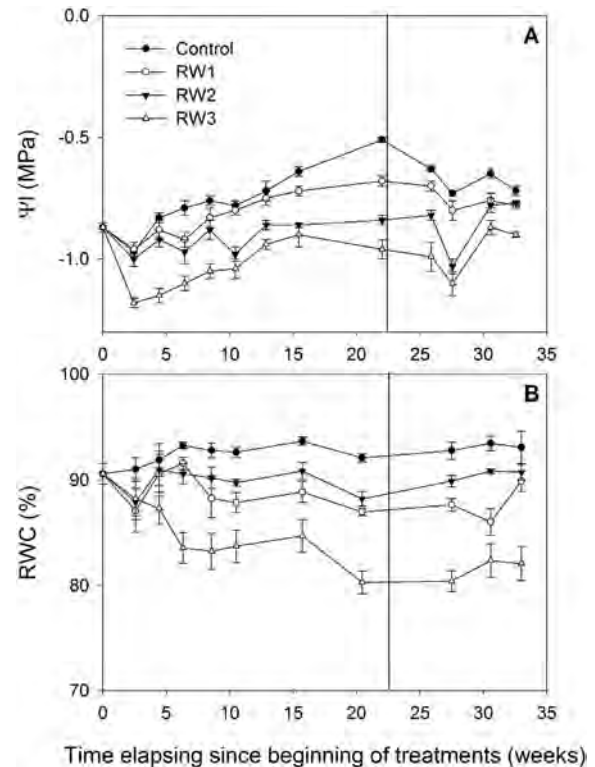 A
Control
RW1
RW2
RW3
Ψl (MPa)
0.0
-0.5
-1.0
0 5 10 15 20 25 30 35
B
RWC (%)
100
90
80
70
0 5 10 15 20 25 30 35
Time elapsing since beginning of treatments (weeks)